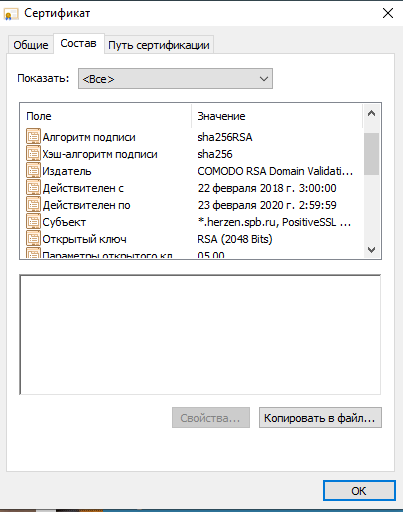 Сертификат
Общие Состав Путь сертификации
Показать: <Все>
Поле Значение
Алгоритм подписи sha256RSA
Хэш-алгоритм подписи sha256
Издатель COMODO RSA Domain Validati...
Действителен с 22 февраля 2018 г. 3:00:00
Действителен по 23 февраля 2020 г. 2:59:59
Субъект *.herzen.spb.ru, PositiveSSL ...
Открытый ключ RSA (2048 Bits)
Параметры открытого кл 05 00
Свойства... Копировать в файл...
ОК